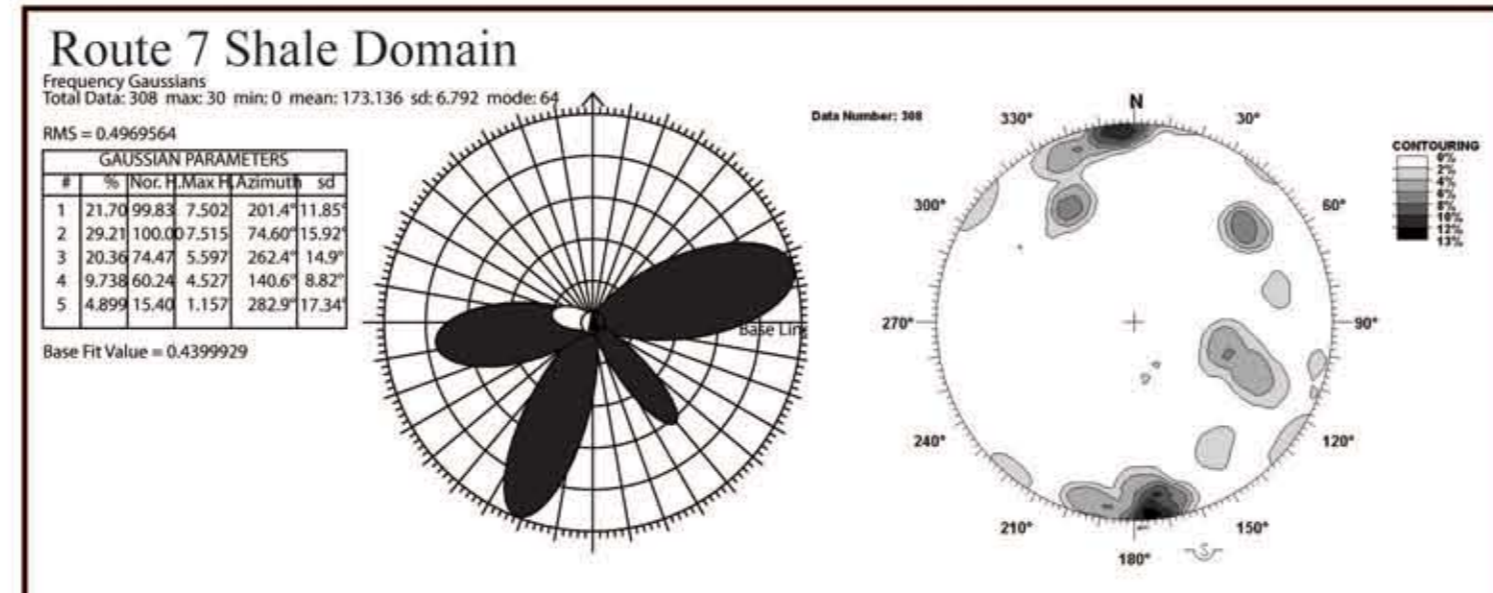 Route 7 Shale Domain
Frequency Gaussians
Total Data: 308 max: 30 min: 0 mean: 173.136 sd: 6.792 mode: 64
RMS = 0.4969564
GAUSSIAN PARAMETERS
# % Nor. H. Max H. Azimuth sd
1 21.70 99.83 7.502 201.4° 11.85°
2 29.21 100.00 7.515 74.60° 15.92°
3 20.36 74.47 5.597 262.4° 14.9°
4 9.738 60.24 4.527 140.6° 8.82°
5 4.899 15.40 1.157 282.9° 17.34°
Base Fit Value = 0.4399929
Base Line
Data Number: 308
N
330°
30°
300°
60°
270°
90°
240°
120°
210°
150°
180°
S
CONTOURING
0%
2%
4%
6%
8%
10%
12%
13%